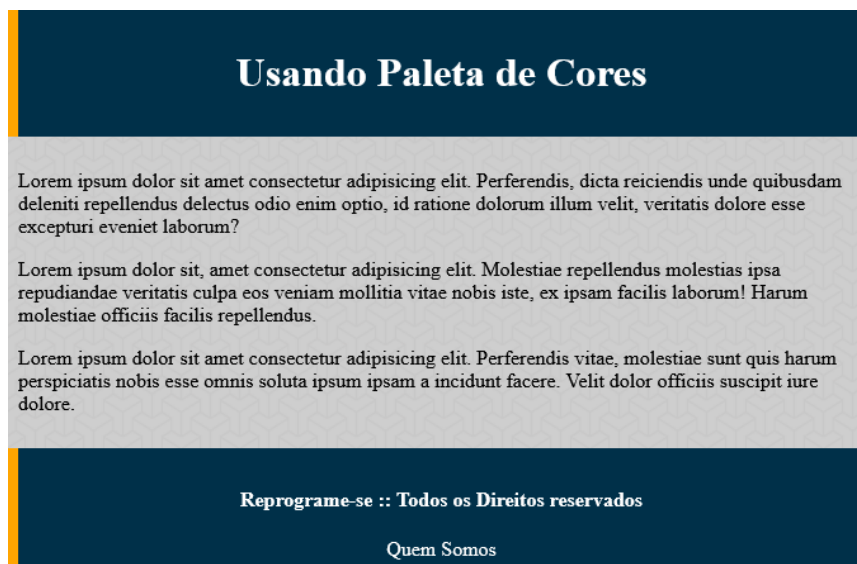 Usando Paleta de Cores
Lorem ipsum dolor sit amet consectetur adipisicing elit. Perferendis, dicta reiciendis unde quibusdam
deleniti repellendus delectus odio enim optio, id ratione dolorum illum velit, veritatis dolore esse
excepturi eveniet laborum?
Lorem ipsum dolor sit, amet consectetur adipisicing elit. Molestiae repellendus molestias ipsa
repudiandae veritatis culpa eos veniam mollitia vitae nobis iste, ex ipsam facilis laborum! Harum
molestiae officiis facilis repellendus.
Lorem ipsum dolor sit amet consectetur adipisicing elit. Perferendis vitae, molestiae sunt quis harum
perspiciatis nobis esse omnis soluta ipsum ipsam a incidunt facere. Velit dolor officiis suscipit iure
dolore.
Reprograme-se :: Todos os Direitos reservados
Quem Somos